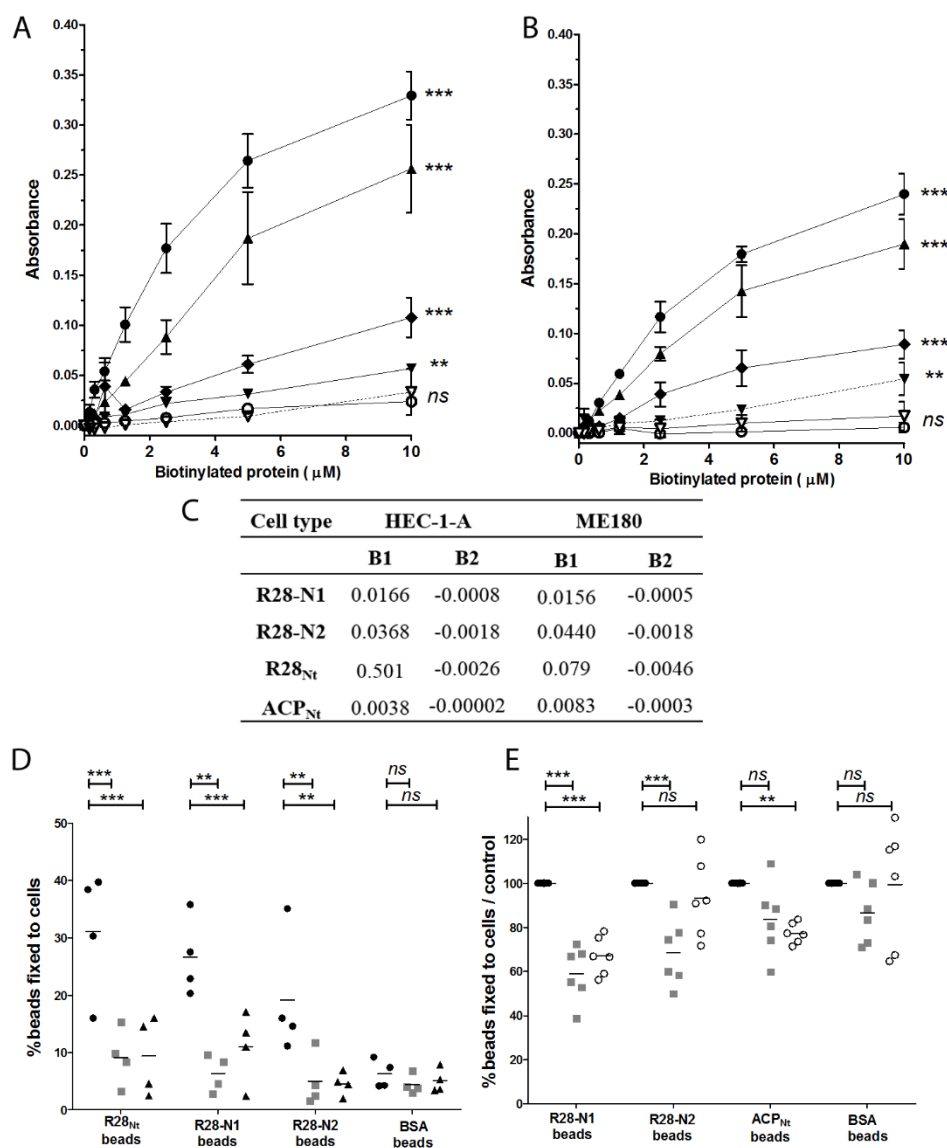 A
0.40
0.35
0.30
0.25
0.20
0.15
0.10
0.05
0.00
Absorbance
0 2 4 6 8 10
Biotinylated protein ( μM)
***
***
***
**
ns
B
0.40
0.35
0.30
0.25
0.20
0.15
0.10
0.05
0.00
Absorbance
0 2 4 6 8 10
Biotinylated protein ( μM)
***
***
***
**
ns
C
Cell type HEC-1-A ME180
B1 B2 B1 B2
R28-N1 0.0166 -0.0008 0.0156 -0.0005
R28-N2 0.0368 -0.0018 0.0440 -0.0018
R28Nt 0.501 -0.0026 0.079 -0.0046
ACPNt 0.0038 -0.00002 0.0083 -0.0003
D
*** ** ** ns
*** *** ** ns
50
40
30
20
10
0
%beads fixed to cells
R28Nt R28-N1 R28-N2 BSA
beads beads beads beads
E
*** *** ns ns
*** ns ** ns
120
100
80
60
40
20
0
%beads fixed to cells / control
R28-N1 R28-N2 ACPNt BSA
beads beads beads beads